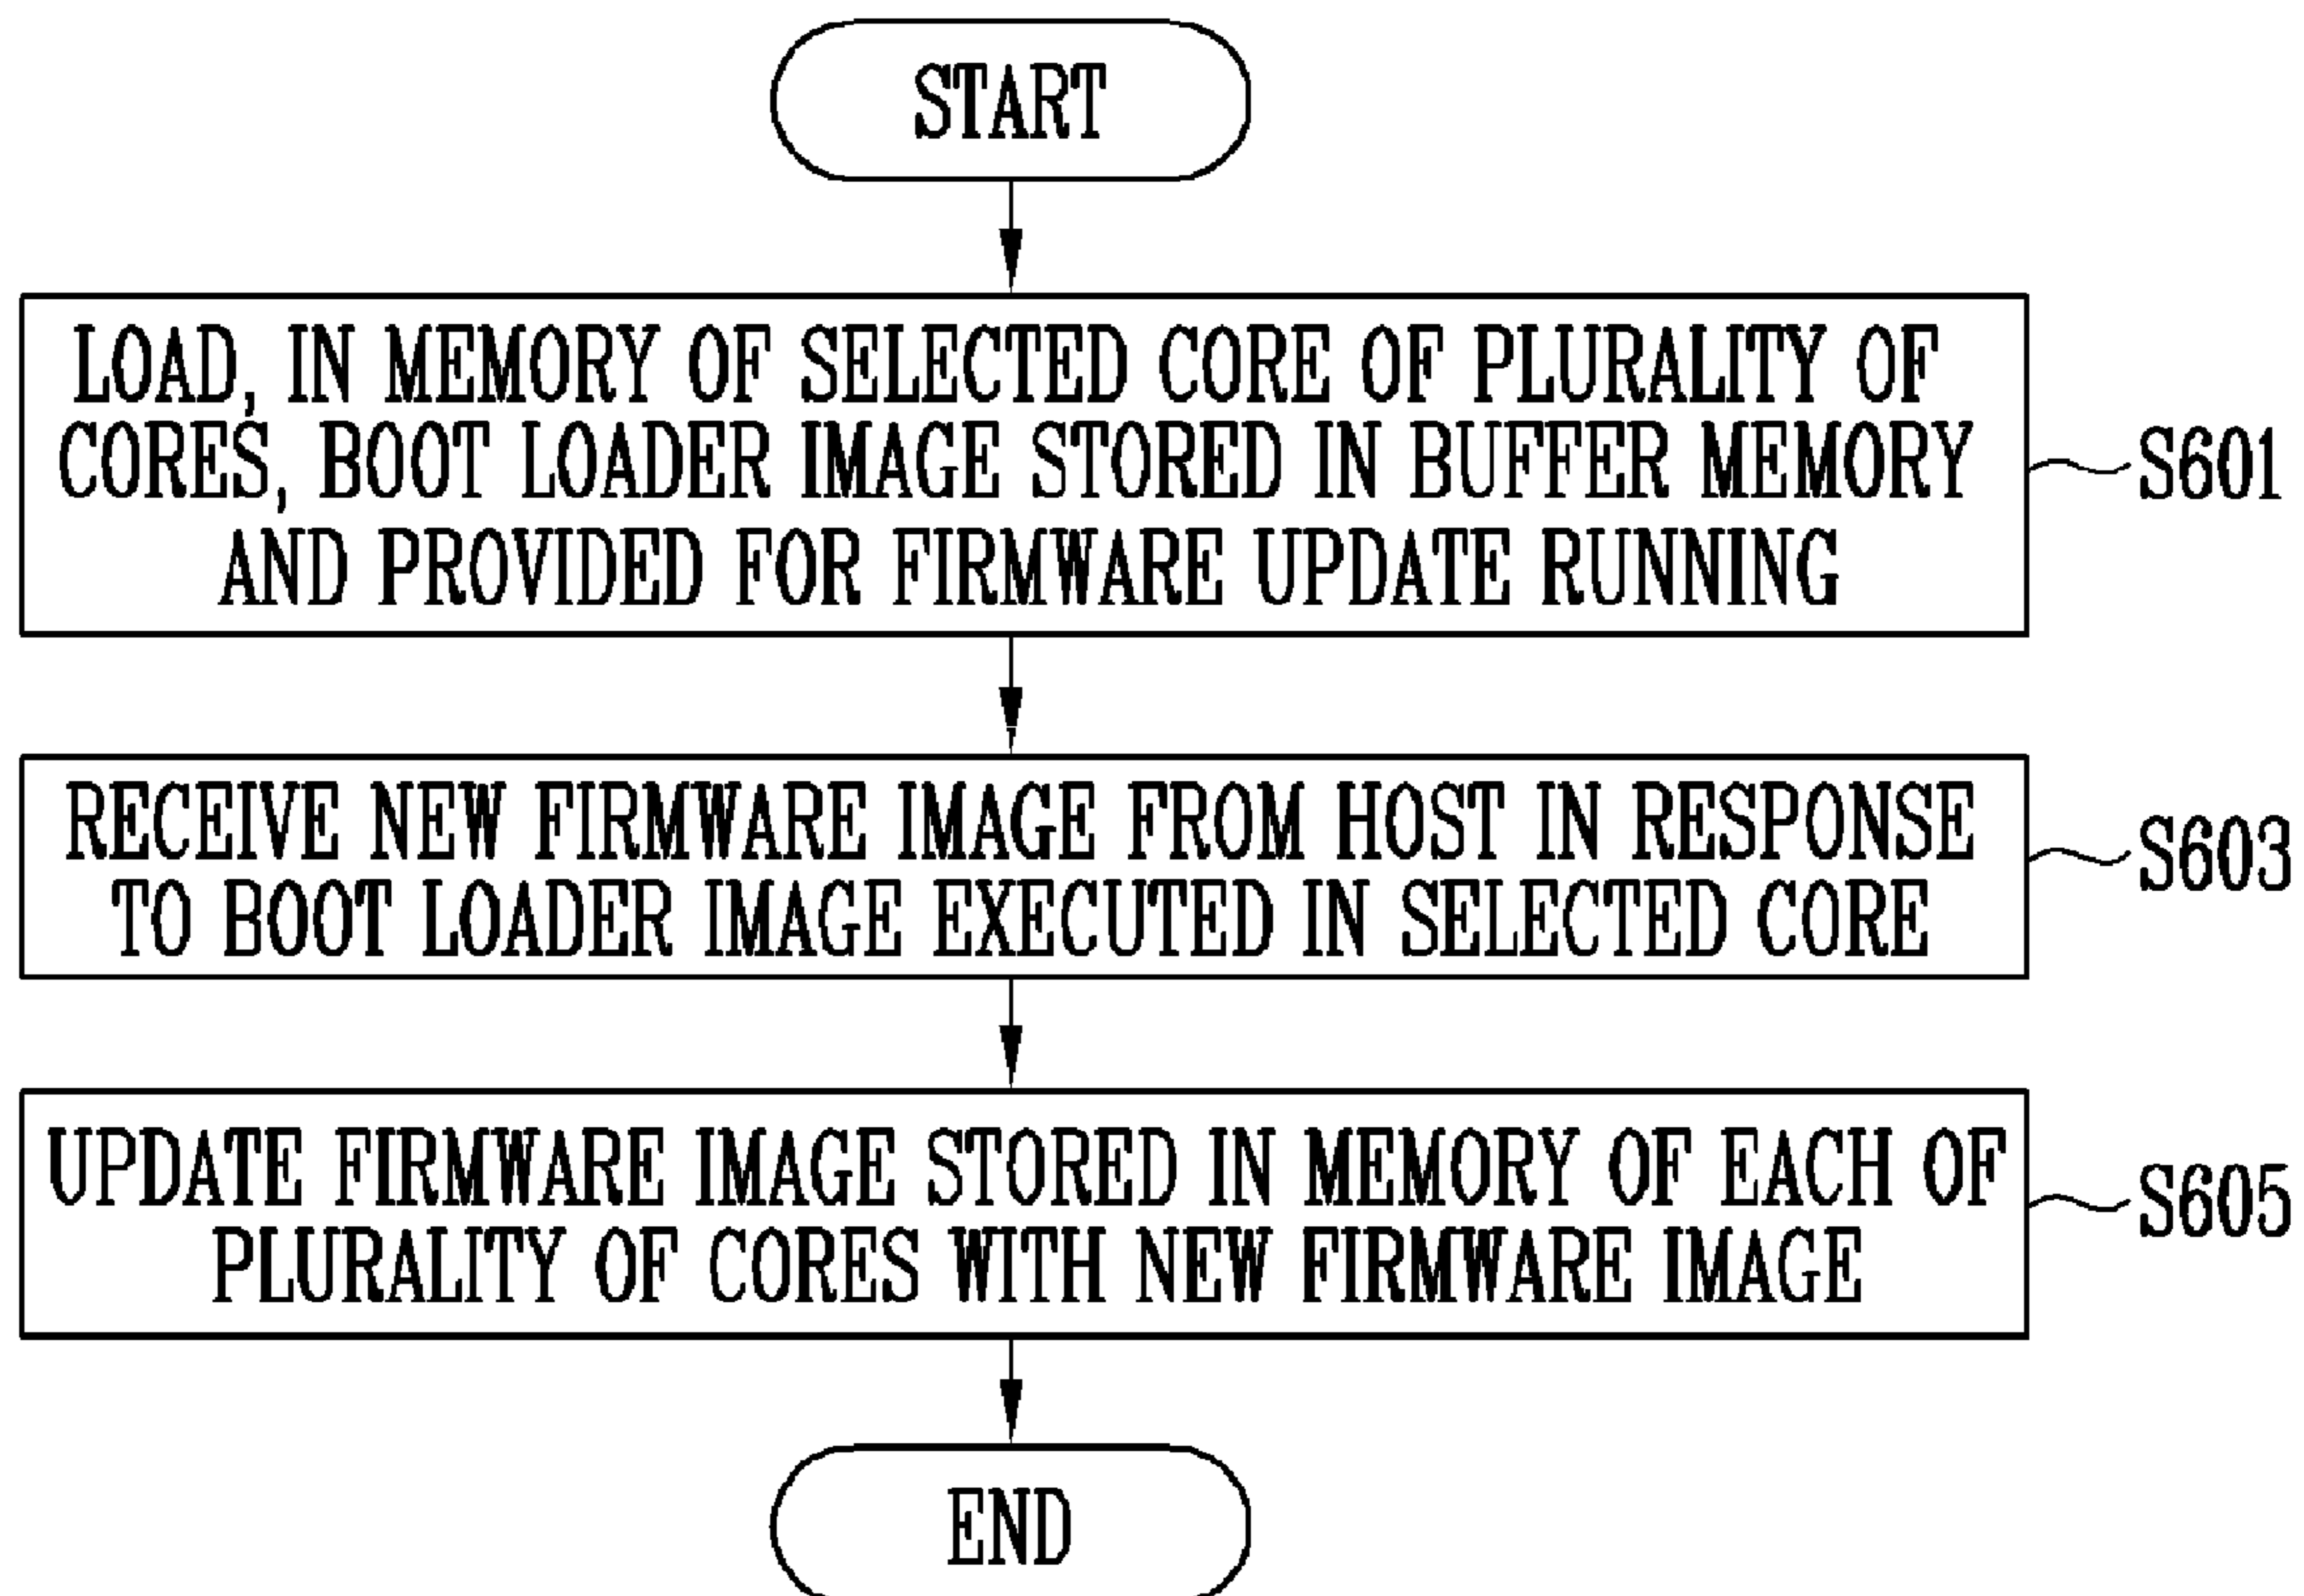 START
LOAD, IN MEMORY OF SELECTED CORE OF PLURALITY OF
CORES, BOOT LOADER IMAGE STORED IN BUFFER MEMORY
AND PROVIDED FOR FIRMWARE UPDATE RUNNING
S601
RECEIVE NEW FIRMWARE IMAGE FROM HOST IN RESPONSE
TO BOOT LOADER IMAGE EXECUTED IN SELECTED CORE
S603
UPDATE FIRMWARE IMAGE STORED IN MEMORY OF EACH OF
PLURALITY OF CORES WITH NEW FIRMWARE IMAGE
S605
END